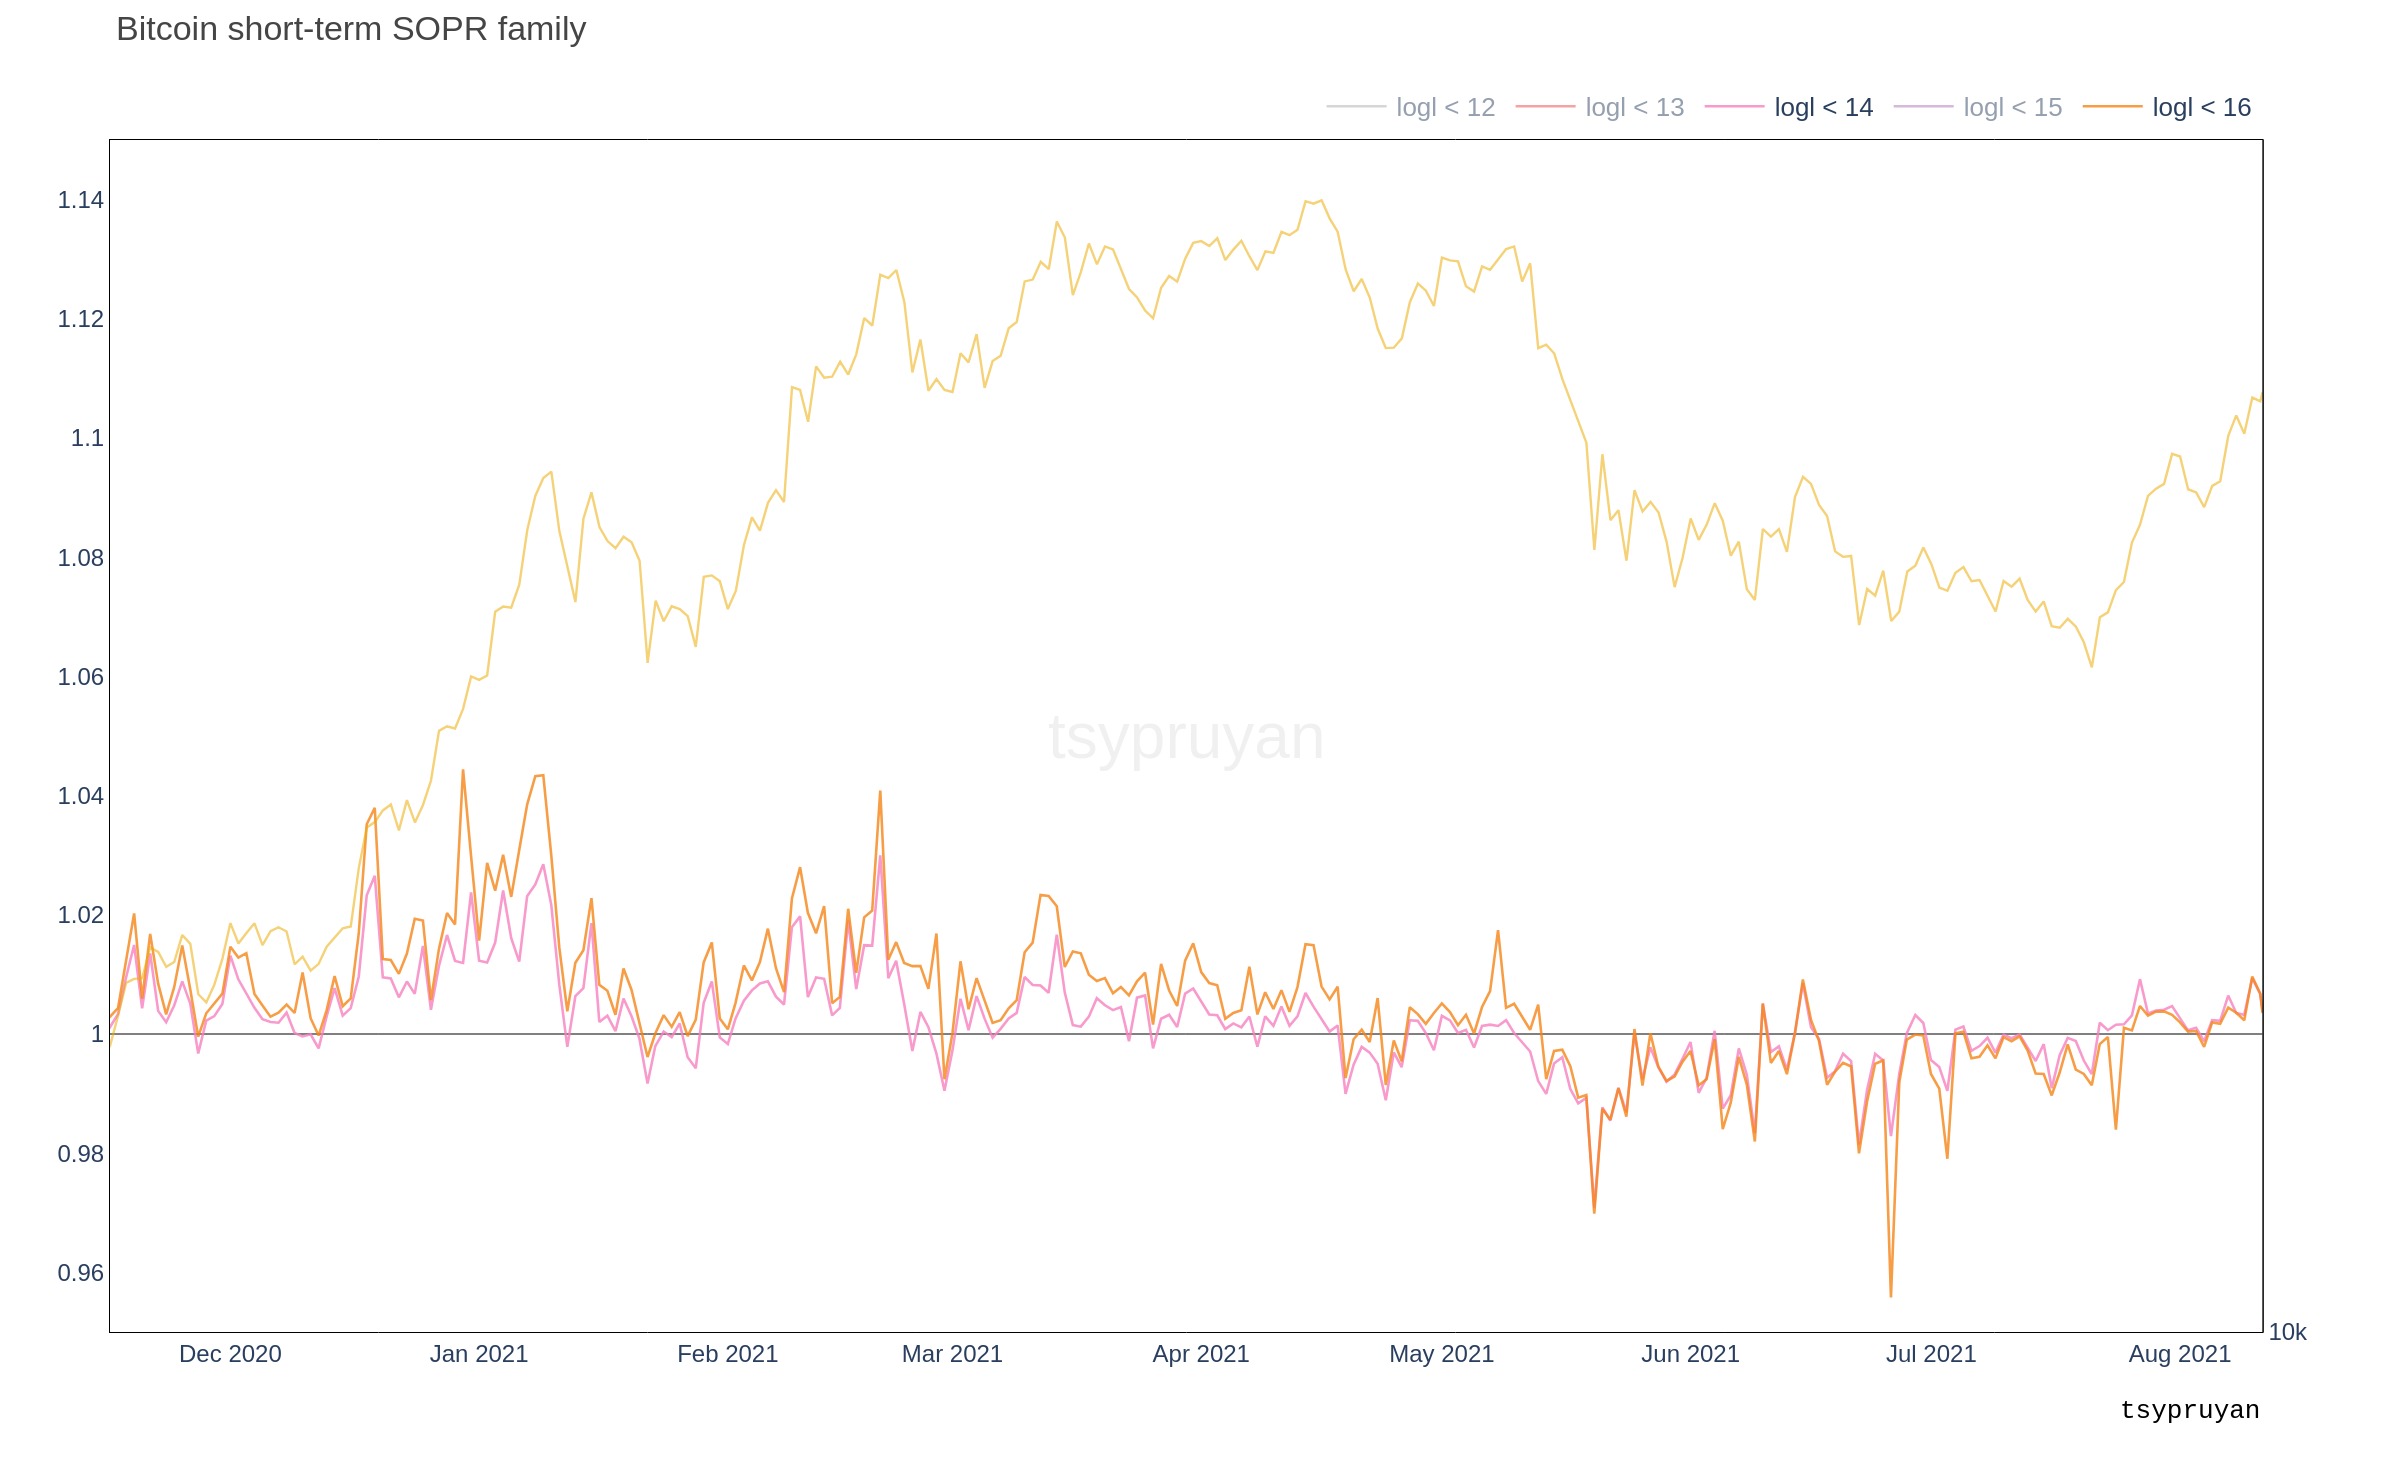 Bitcoin short-term SOPR family
logl < 12 logl < 13 logl < 14 logl < 15 logl < 16
1.14
1.12
1.1
1.08
1.06
tsypruyan
1.04
1.02
1
0.98
0.96
10k
Dec 2020 Jan 2021 Feb 2021 Mar 2021 Apr 2021 May 2021 Jun 2021 Jul 2021 Aug 2021
tsypruyan